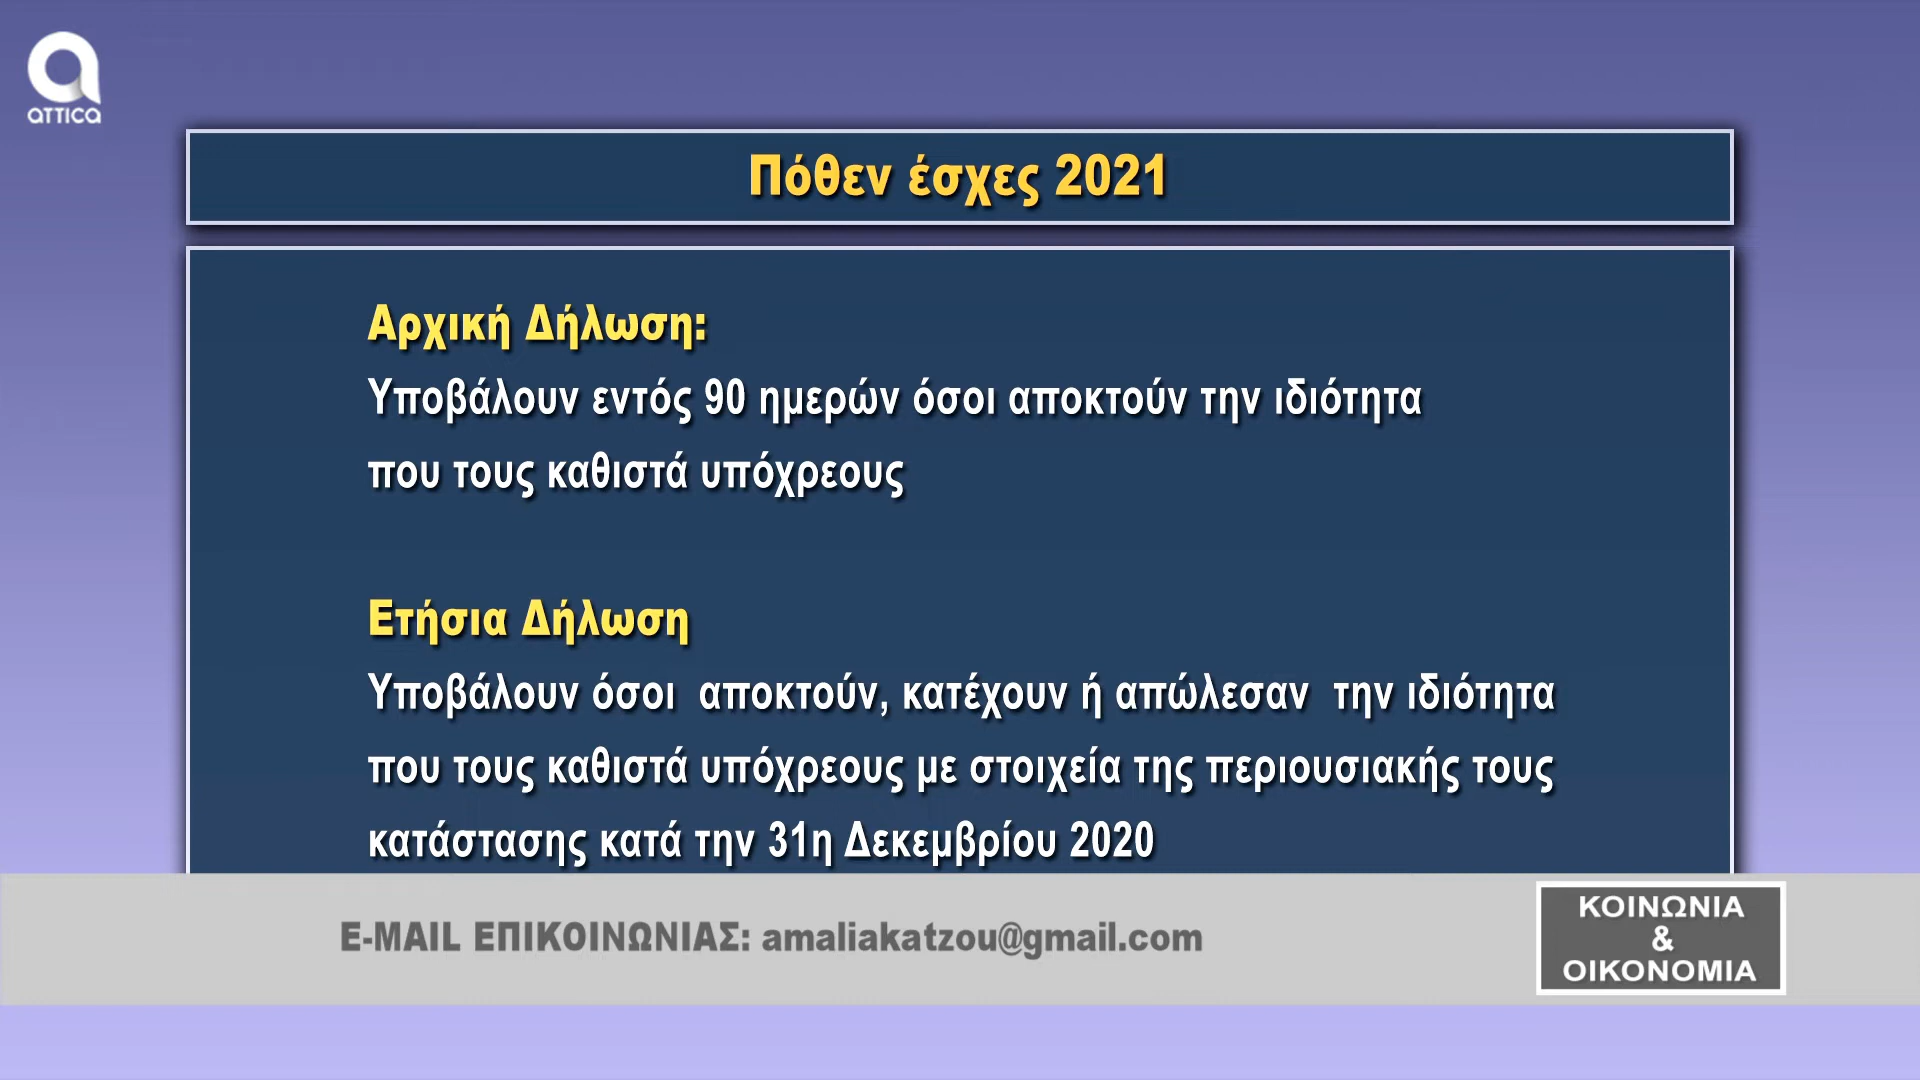 αττica
Πόθεν έσχες 2021
Αρχική Δήλωση:
Υποβάλουν εντός 90 ημερών όσοι αποκτούν την ιδιότητα
που τους καθιστά υπόχρεους
Ετήσια Δήλωση
Υποβάλουν όσοι  αποκτούν, κατέχουν ή απώλεσαν  την ιδιότητα
που τους καθιστά υπόχρεους με στοιχεία της περιουσιακής τους
κατάστασης κατά την 31η Δεκεμβρίου 2020
E-MAIL ΕΠΙΚΟΙΝΩΝΙΑΣ: amaliakatzou@gmail.com
ΚΟΙΝΩΝΙΑ
&
ΟΙΚΟΝΟΜΙΑ